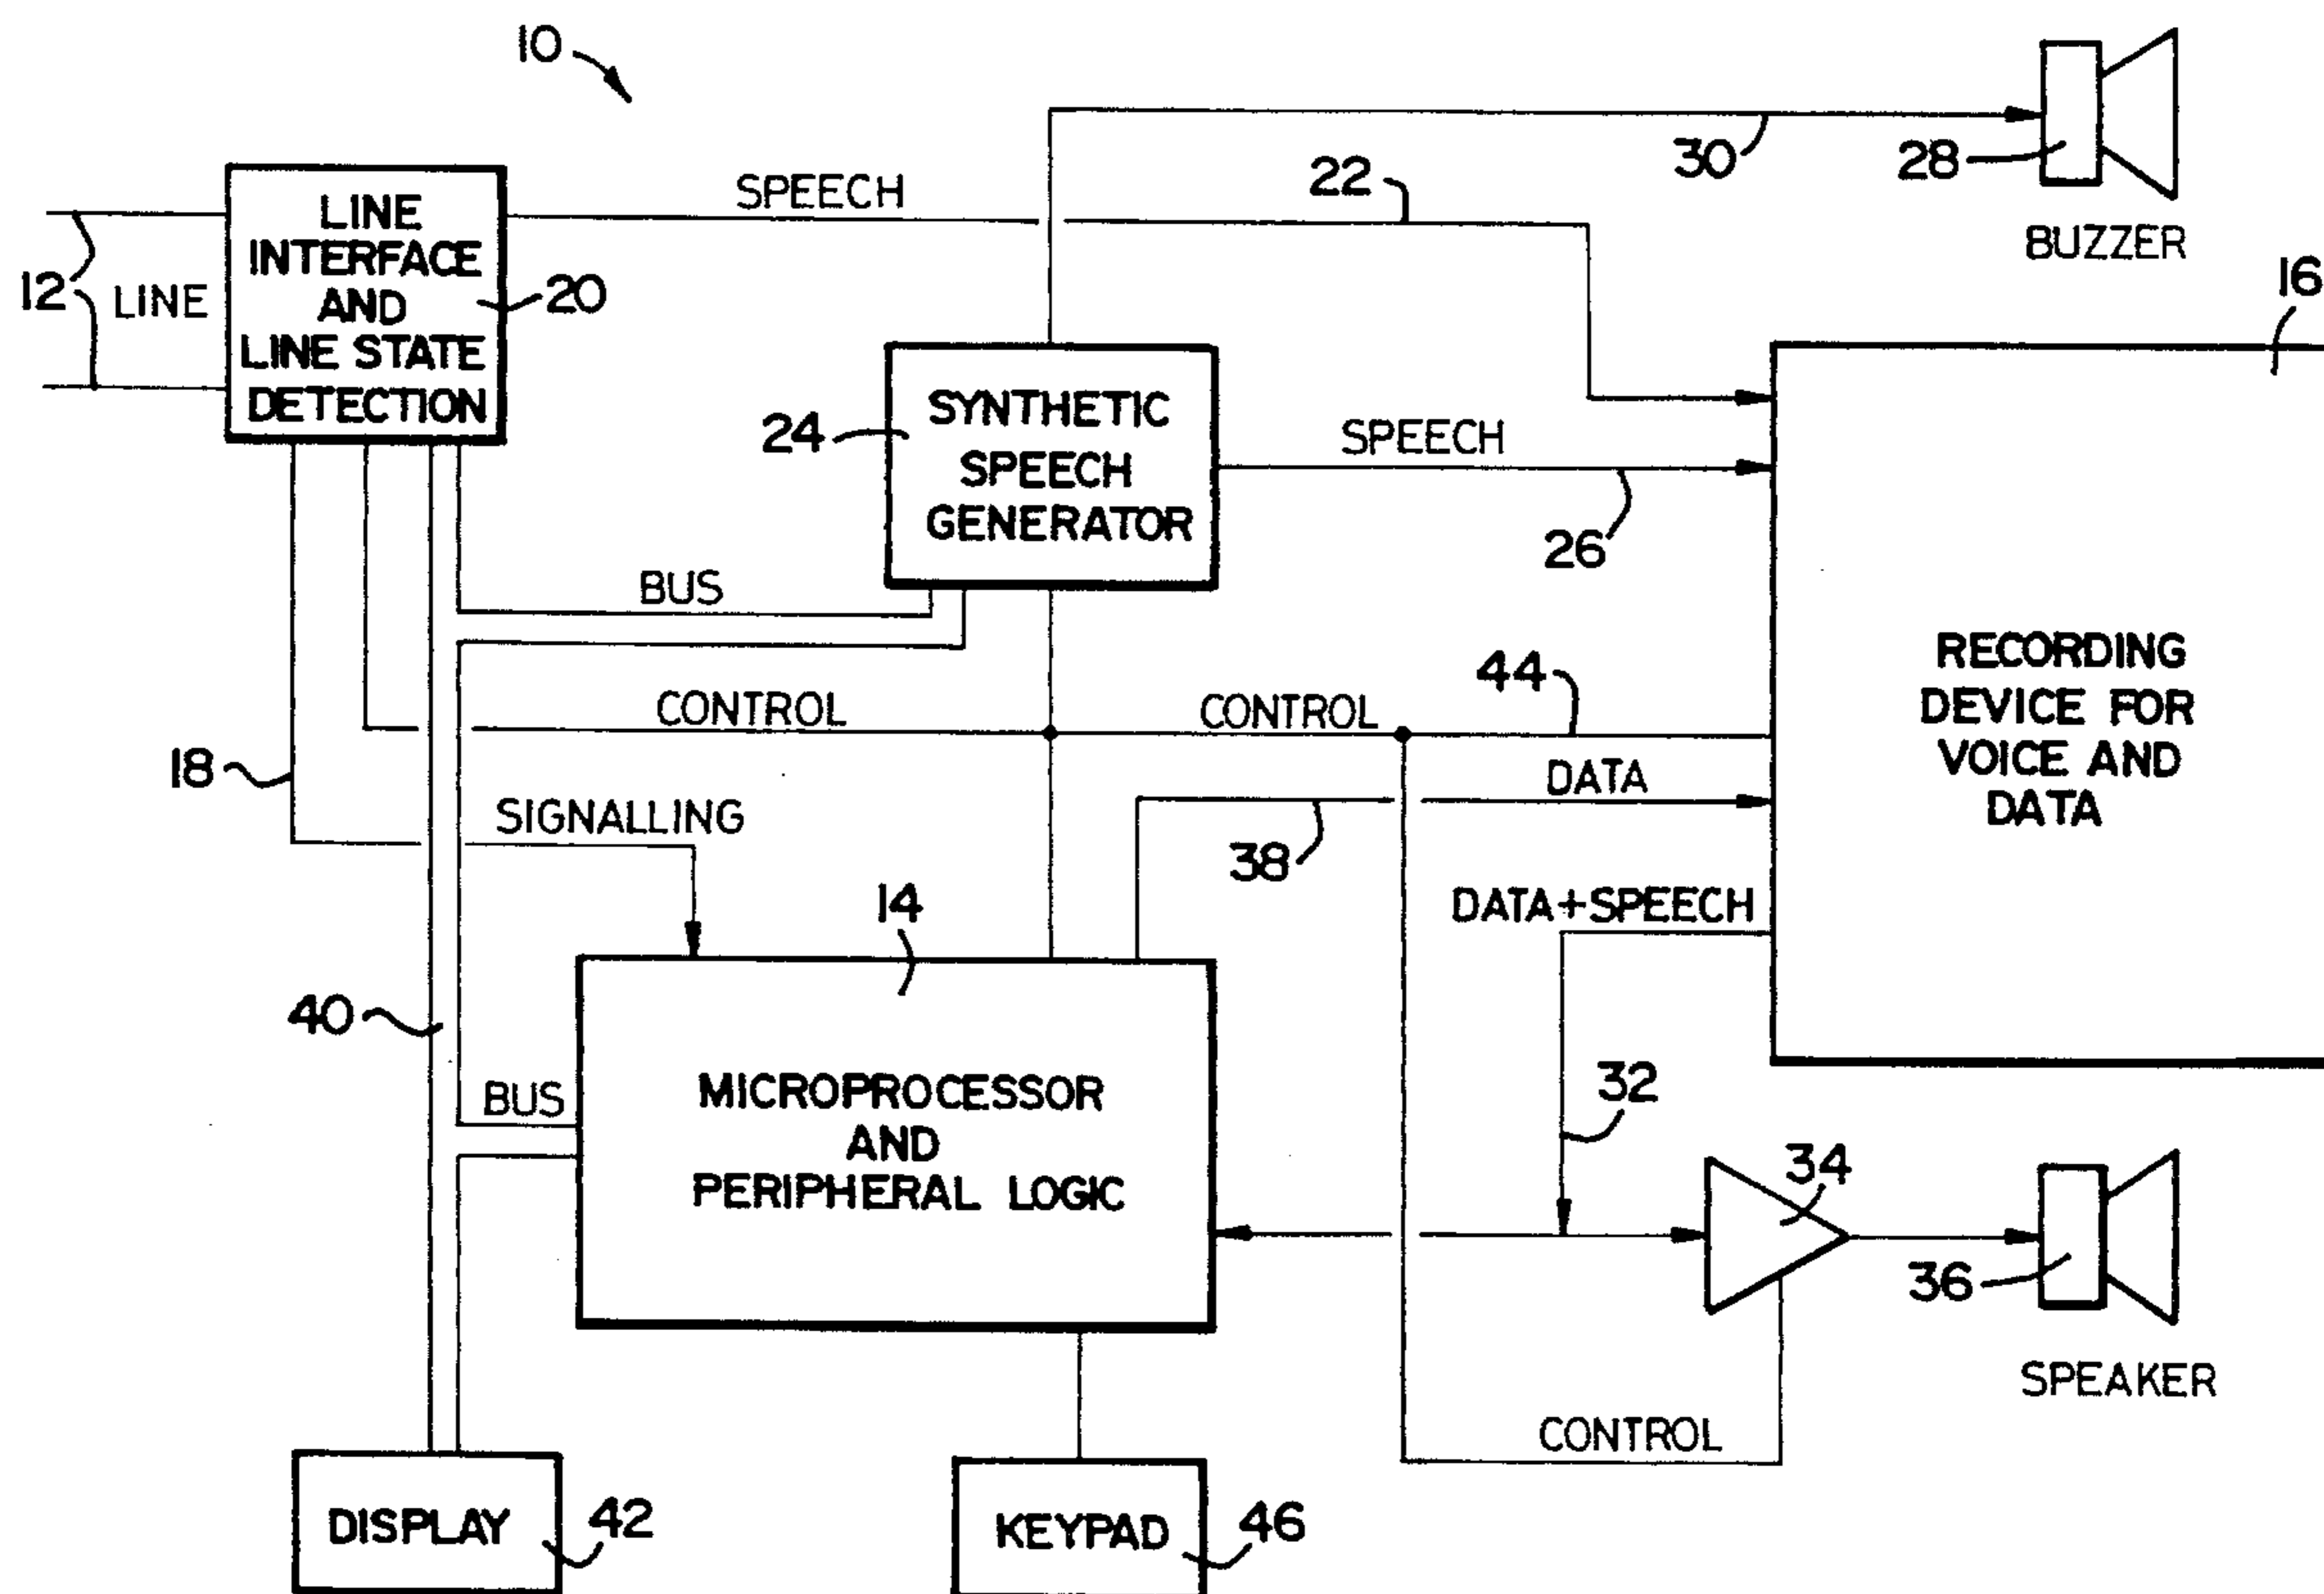 10
30
28
BUZZER
12
LINE
LINE
INTERFACE
AND
LINE STATE
DETECTION
20
SPEECH
22
16
24
SYNTHETIC
SPEECH
GENERATOR
SPEECH
26
BUS
CONTROL
CONTROL
44
RECORDING
DEVICE FOR
VOICE AND
DATA
18
SIGNALLING
DATA
38
14
DATA+SPEECH
40
BUS
MICROPROCESSOR
AND
PERIPHERAL LOGIC
32
34
36
SPEAKER
CONTROL
DISPLAY
42
KEYPAD
46